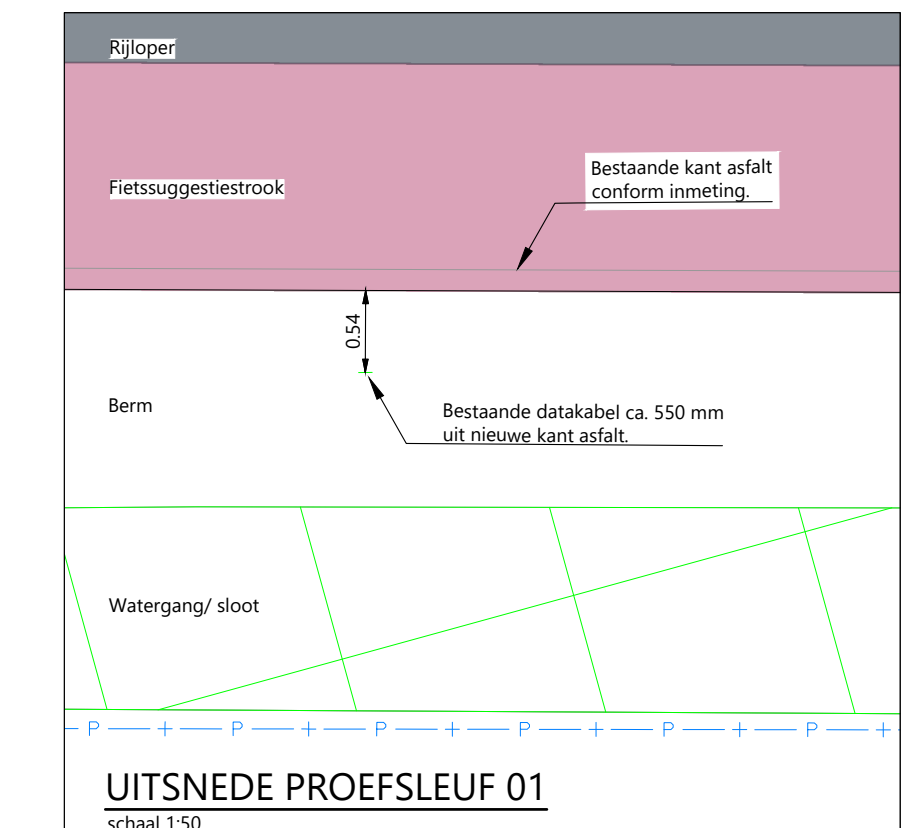 Rijloper
Bestaande kant asfalt
conform inmeting.
Fietssuggestiestrook
0.54
Berm
Bestaande datakabel ca. 550 mm
uit nieuwe kant asfalt.
Watergang/ sloot
P + P + P + P + P + P +
UITSNEDE PROEFSLEUF 01
schaal 1:50